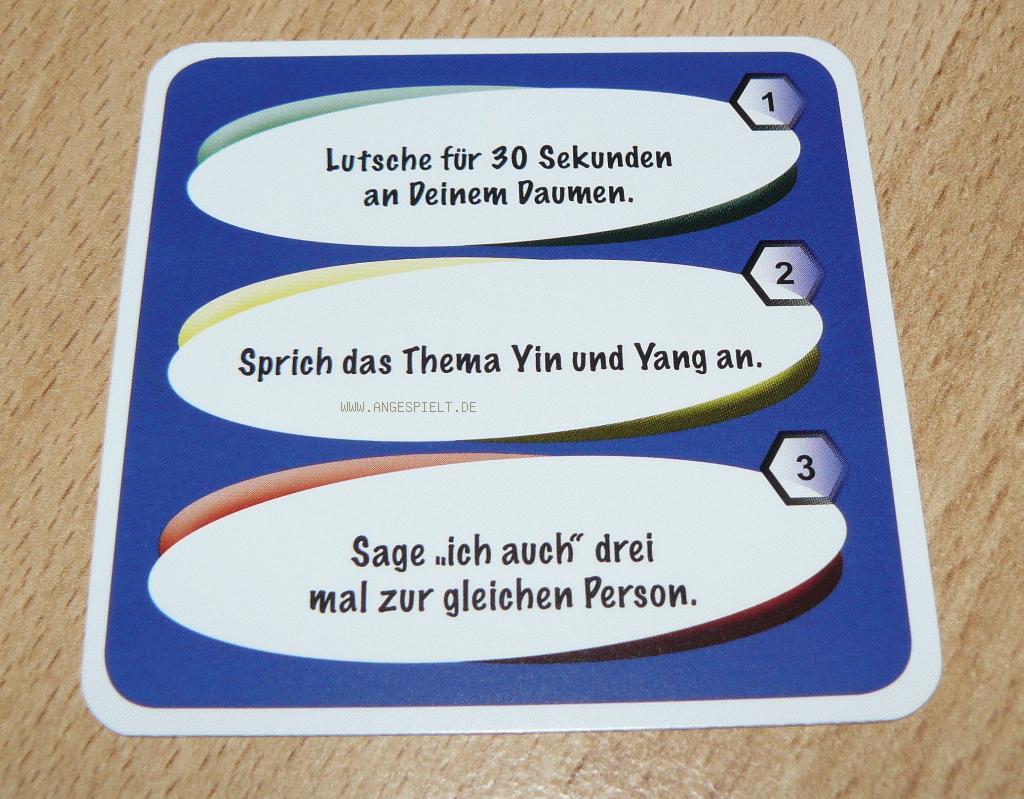 1
Lutsche für 30 Sekunden
an Deinem Daumen.
2
Sprich das Thema Yin und Yang an.
WWW.ANGESPIELT.DE
3
Sage „ich auch“ drei
mal zur gleichen Person.